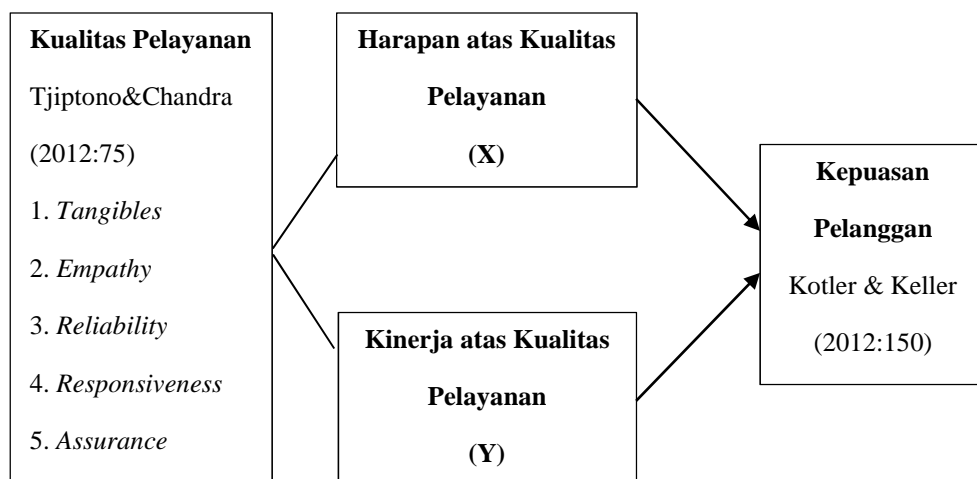 Kualitas Pelayanan
Tjiptono&Chandra
(2012:75)
1. Tangibles
2. Empathy
3. Reliability
4. Responsiveness
5. Assurance
Harapan atas Kualitas
Pelayanan
(X)
Kinerja atas Kualitas
Pelayanan
(Y)
Kepuasan
Pelanggan
Kotler & Keller
(2012:150)